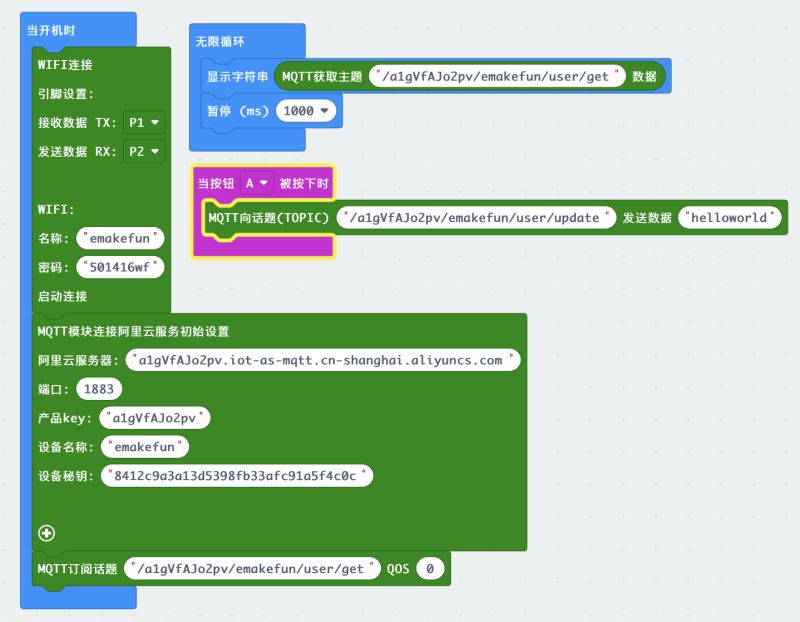 当开机时
WIFI连接
引脚设置:
接收数据 TX: P1
发送数据 RX: P2
WIFI:
名称: "emakefun"
密码: "501416wf"
启动连接
MQTT模块连接阿里云服务初始设置
阿里云服务器: "a1gVfAJo2pv.iot-as-mqtt.cn-shanghai.aliyuncs.com "
端口: 1883
产品key: "a1gVfAJo2pv"
设备名称: "emakefun"
设备秘钥: "8412c9a3a13d5398fb33afc91a5f4c0c "
MQTT订阅话题 "/a1gVfAJo2pv/emakefun/user/get " QOS 0
无限循环
显示字符串 MQTT获取主题 "/a1gVfAJo2pv/emakefun/user/get " 数据
暂停 (ms) 1000
当按钮 A 被按下时
MQTT向话题(TOPIC) "/a1gVfAJo2pv/emakefun/user/update " 发送数据 "helloworld"